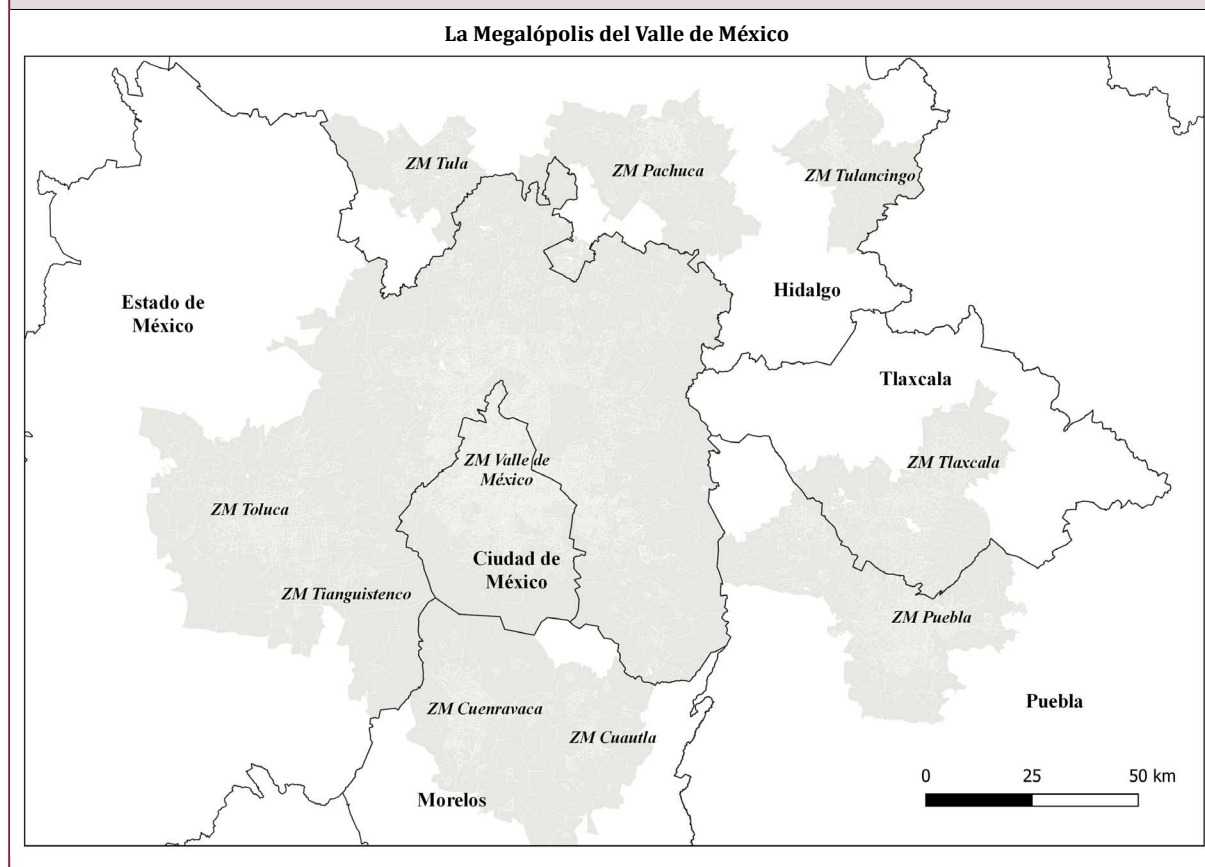 La Megalópolis del Valle de México
ZM Tula
ZM Pachuca
ZM Tulancingo
Estado de
México
Hidalgo
Tlaxcala
ZM Valle de
México
ZM Tlaxcala
ZM Toluca
Ciudad de
México
ZM Tianguistenco
ZM Puebla
ZM Cuenravaca
ZM Cuautla
Puebla
Morelos
0 25 50 km